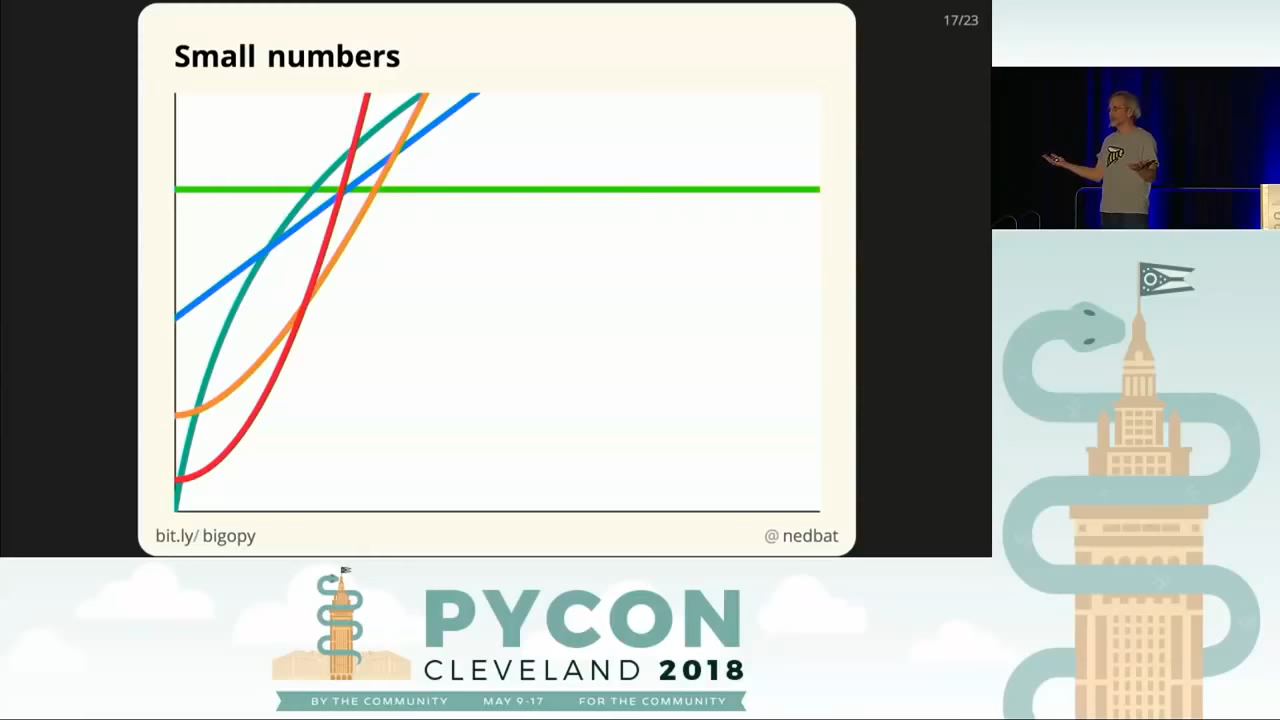 17/23
Small numbers
bit.ly/ bigopy
@ nedbat
PYCON
CLEVELAND 2018
BY THE COMMUNITY MAY 9-17 FOR THE COMMUNITY